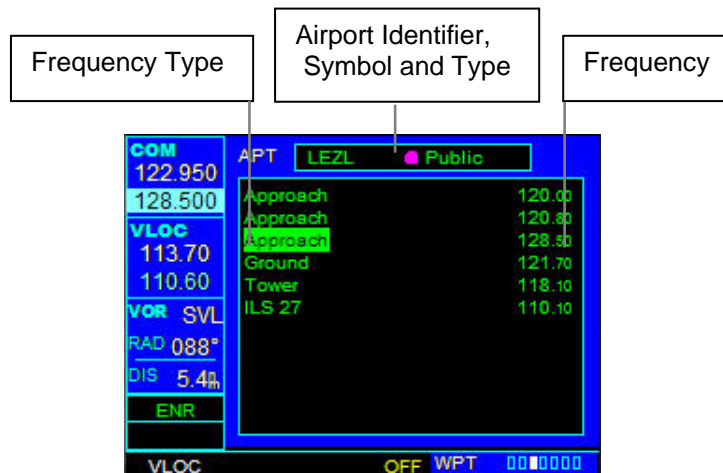 Frequency Type
Airport Identifier,
Symbol and Type
Frequency
COM
122.950
128.500
VLOC
113.70
110.60
VOR SVL
RAD 088°
DIS 5.4nm
ENR
APT LEZL Public
Approach 120.00
Approach 120.80
Approach 128.50
Ground 121.70
Tower 118.10
ILS 27 110.10
VLOC OFF WPT